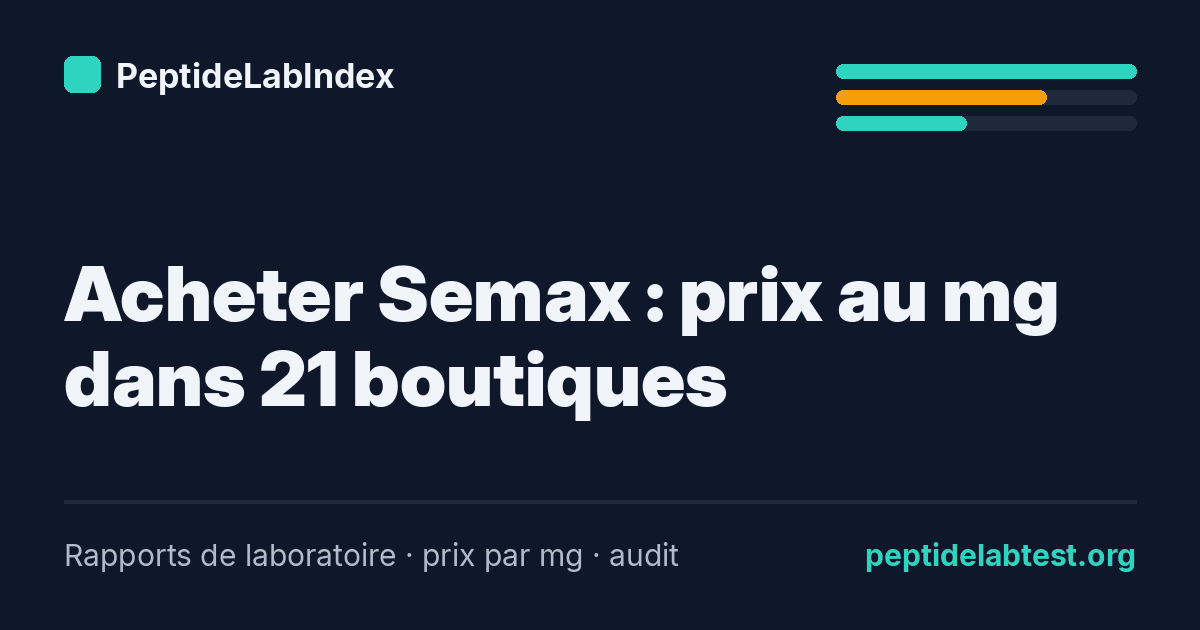 PeptideLabIndex
Acheter Semax : prix au mg
dans 21 boutiques
Rapports de laboratoire · prix par mg · audit
peptidelabtest.org